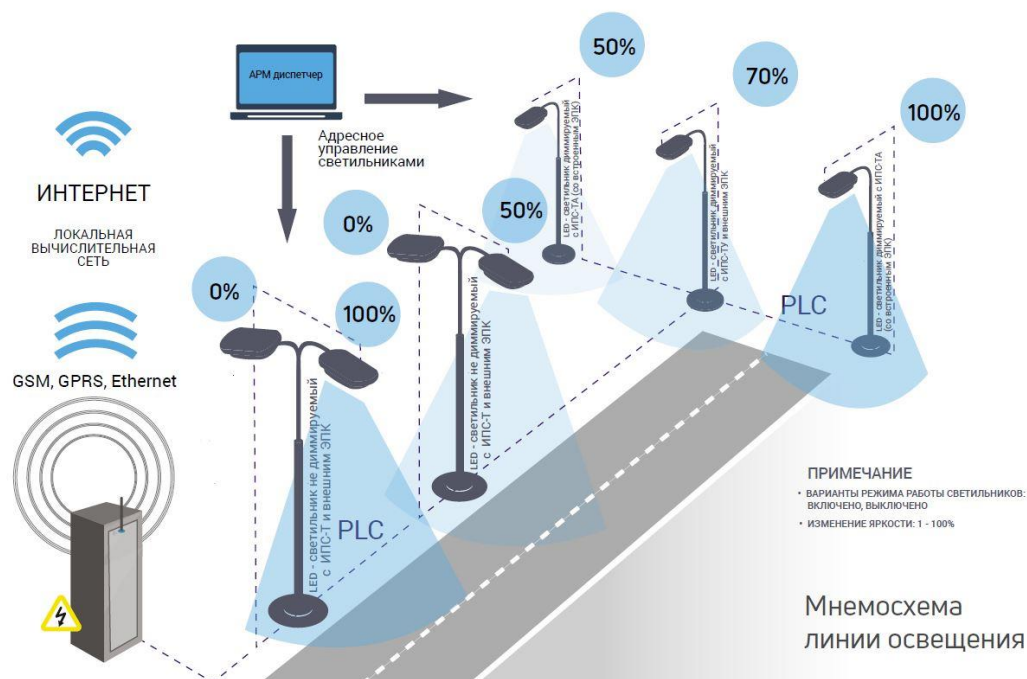 50%
АРМ диспетчер
70%
100%
Адресное
управление
светильниками
ИНТЕРНЕТ
ЛОКАЛЬНАЯ
ВЫЧИСЛИТЕЛЬНАЯ
СЕТЬ
0%
50%
0%
100%
GSM, GPRS, Ethernet
LED - светильник диммируемый
с ИПС-ТА (со встроенным ЭПК)
LED - светильник диммируемый
с ИПС-ТУ и внешним ЭПК
LED - светильник диммируемый с ИПС-ТА
(со встроенным ЭПК)
LED - светильник не диммируемый
с ИПС-Т и внешним ЭПК
LED - светильник не диммируемый
с ИПС-Т и внешним ЭПК
PLC
PLC
ПРИМЕЧАНИЕ
• ВАРИАНТЫ РЕЖИМА РАБОТЫ СВЕТИЛЬНИКОВ:
ВКЛЮЧЕНО, ВЫКЛЮЧЕНО
• ИЗМЕНЕНИЕ ЯРКОСТИ: 1 - 100%
Мнемосхема
линии освещения